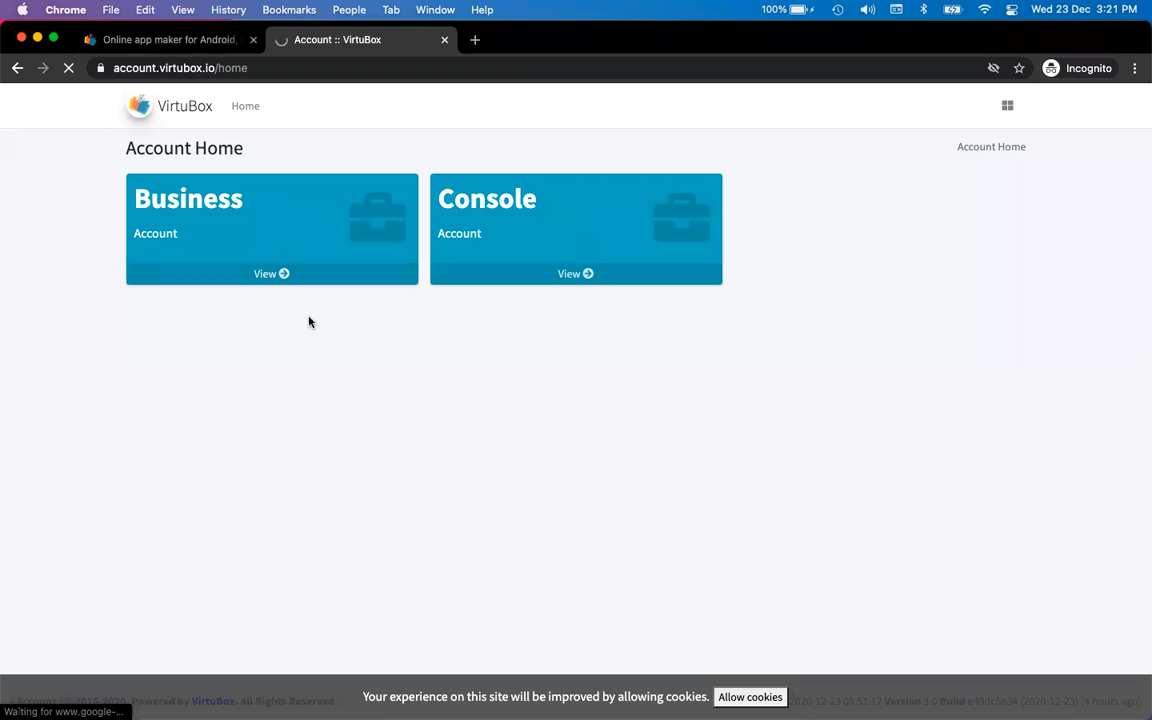 Chrome File Edit View History Bookmarks People Tab Window Help 100% Wed 23 Dec 3:21 PM
Online app maker for Android, Account :: VirtuBox
account.virtubox.io/home Incognito
VirtuBox Home
Account Home Account Home
Business Console
Account Account
View View
Your experience on this site will be improved by allowing cookies. Allow cookies
2016-2020. Powered by VirtuBox. All Rights Reserved. 2020-12-23 09:51:17 Version 3.0 Build e49dc5e34 (2020-12-23) [4 hours ago]
Waiting for www.google-...